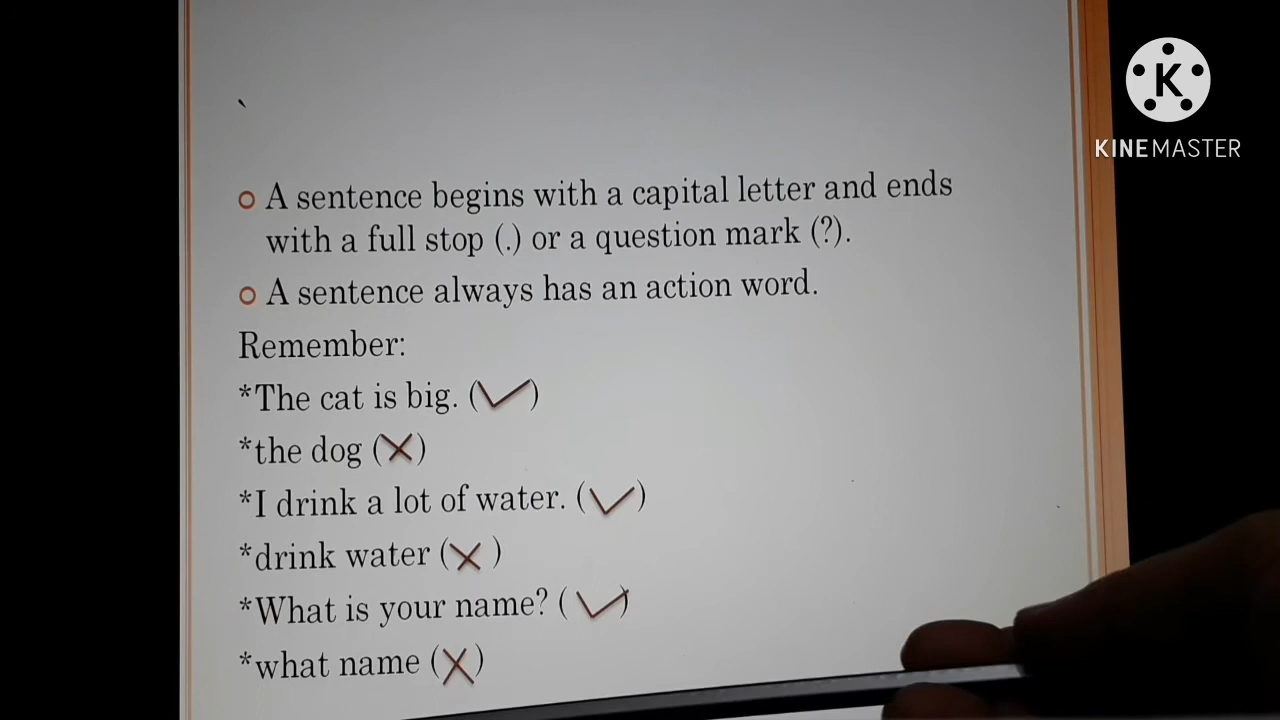 KINEMASTER
A sentence begins with a capital letter and ends
with a full stop (.) or a question mark (?).
A sentence always has an action word.
Remember:
*The cat is big. (✓)
*the dog (✗)
*I drink a lot of water. (✓)
*drink water (✗ )
*What is your name? ( ✓)
*what name (✗)